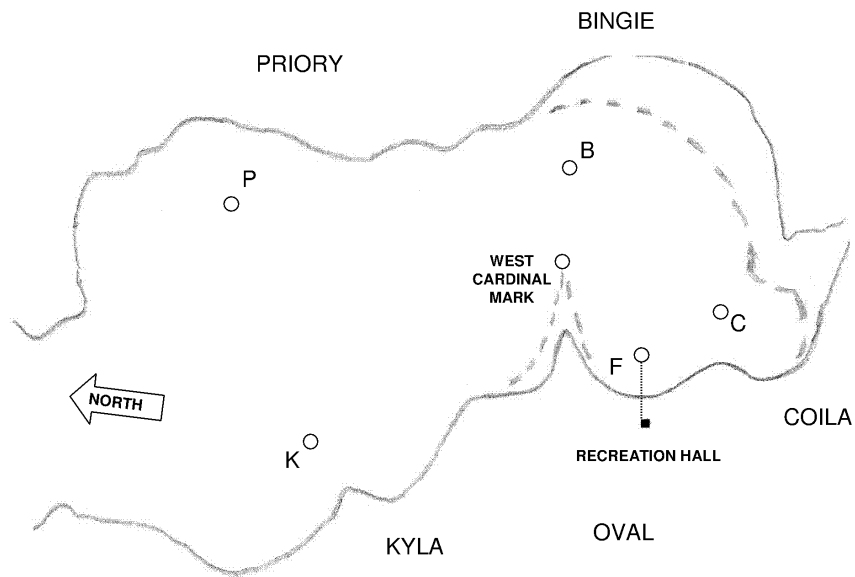 BINGIE
PRIORY
B
P
WEST
CARDINAL
MARK
C
F
NORTH
COILA
K
RECREATION HALL
OVAL
KYLA